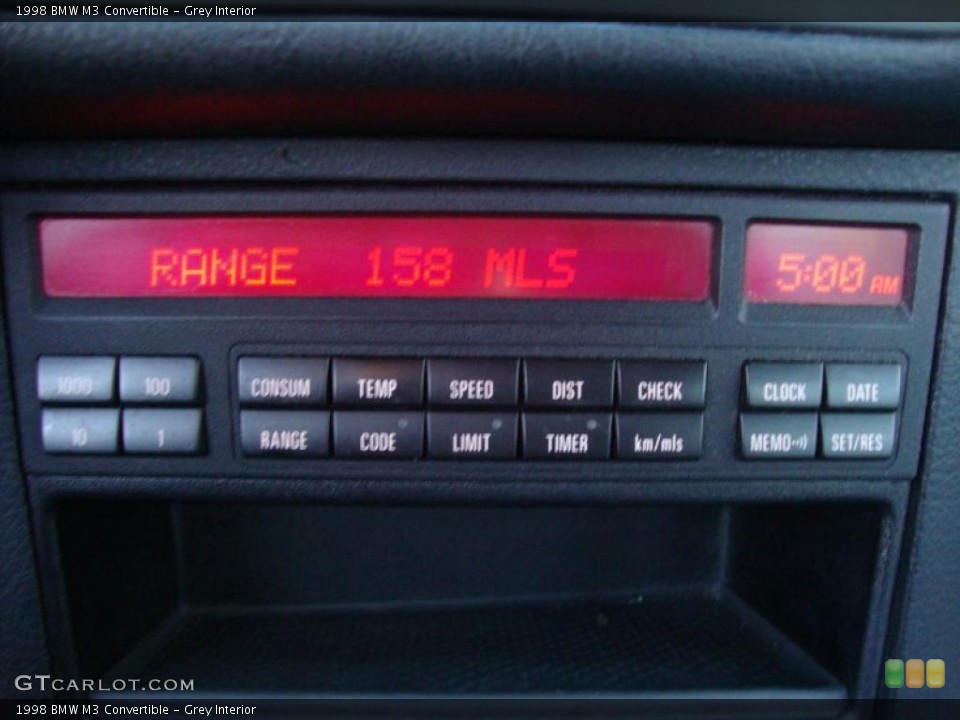 1998 BMW M3 Convertible – Grey Interior
RANGE 158 MLS 5:00 AM
1000 100 CONSUM TEMP SPEED DIST CHECK CLOCK DATE
10 1 RANGE CODE LIMIT TIMER km/mls MEMO SET/RES
GTCARLOT.COM
1998 BMW M3 Convertible – Grey Interior